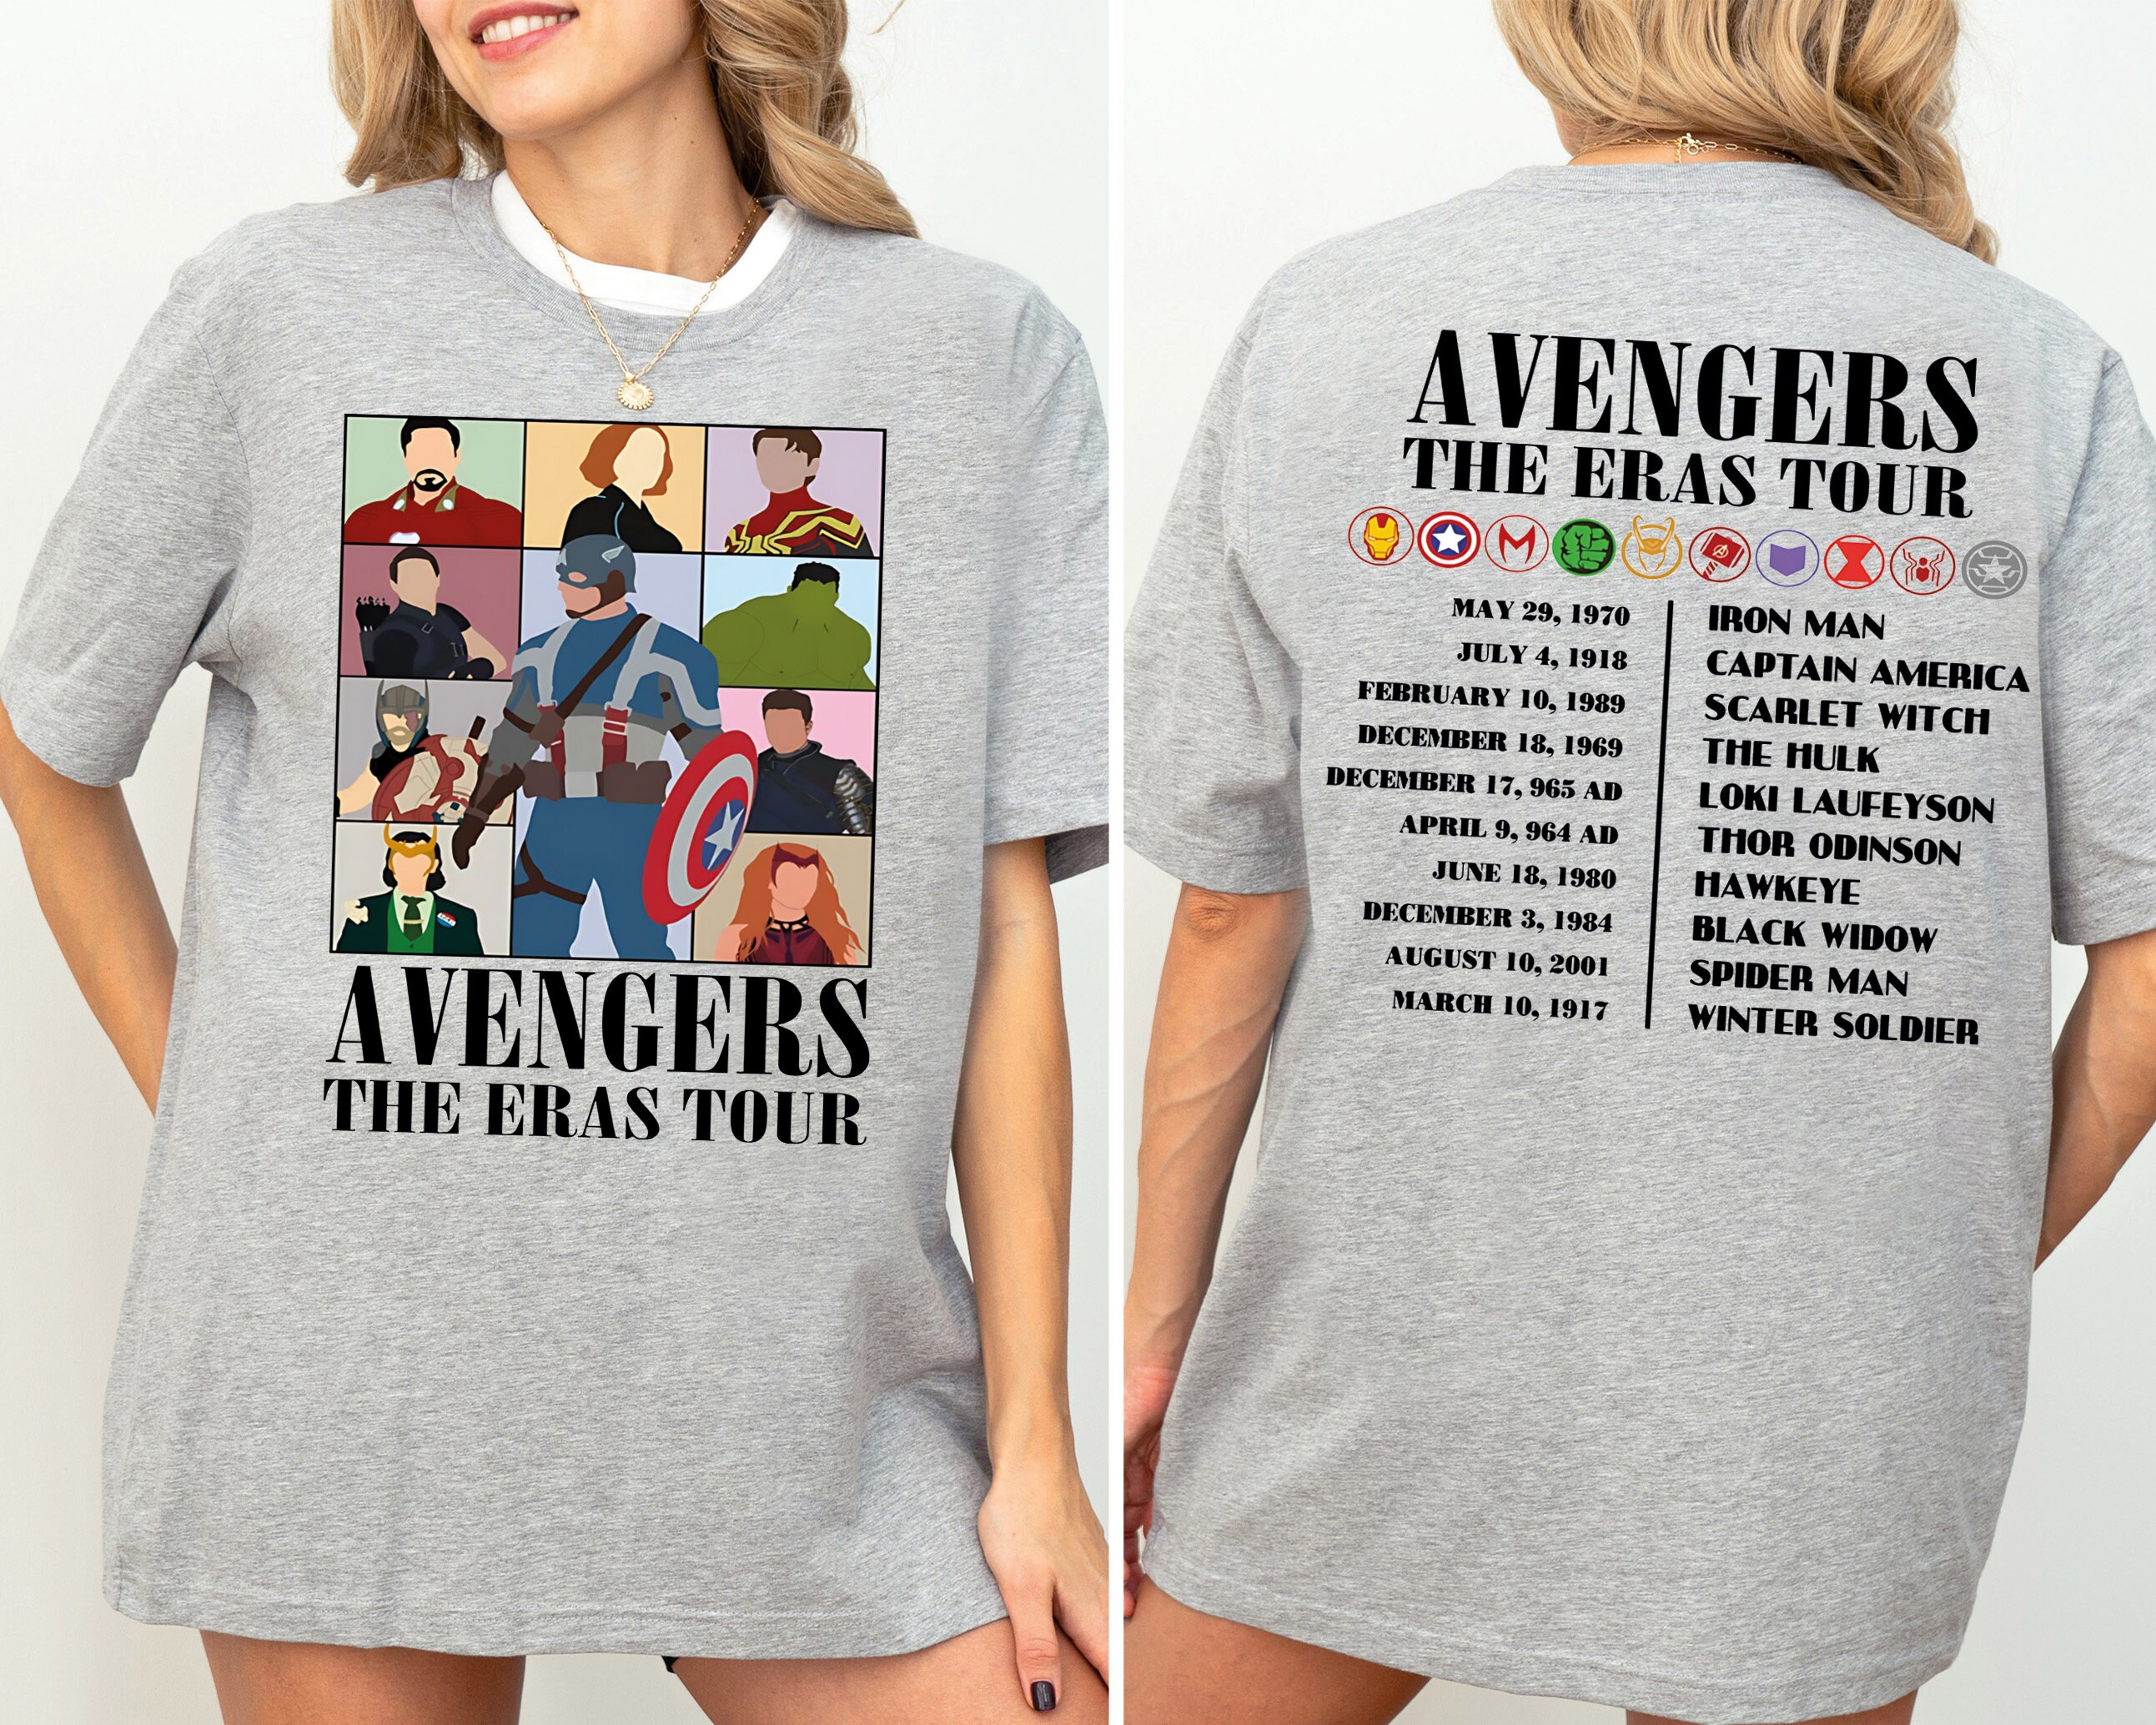 AVENGERS
THE ERAS TOUR
AVENGERS
THE ERAS TOUR
MAY 29, 1970 IRON MAN
JULY 4, 1918 CAPTAIN AMERICA
FEBRUARY 10, 1989 SCARLET WITCH
DECEMBER 18, 1969 THE HULK
DECEMBER 17, 965 AD LOKI LAUFEYSON
APRIL 9, 964 AD THOR ODINSON
JUNE 18, 1980 HAWKEYE
DECEMBER 3, 1984 BLACK WIDOW
AUGUST 10, 2001 SPIDER MAN
MARCH 10, 1917 WINTER SOLDIER